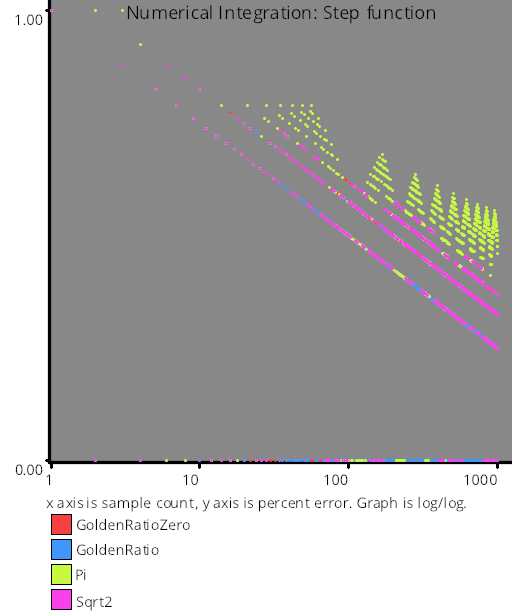 Numerical Integration: Step function
1.00
0.00
1 10 100 1000
x axis is sample count, y axis is percent error. Graph is log/log.
GoldenRatioZero
GoldenRatio
Pi
Sqrt2